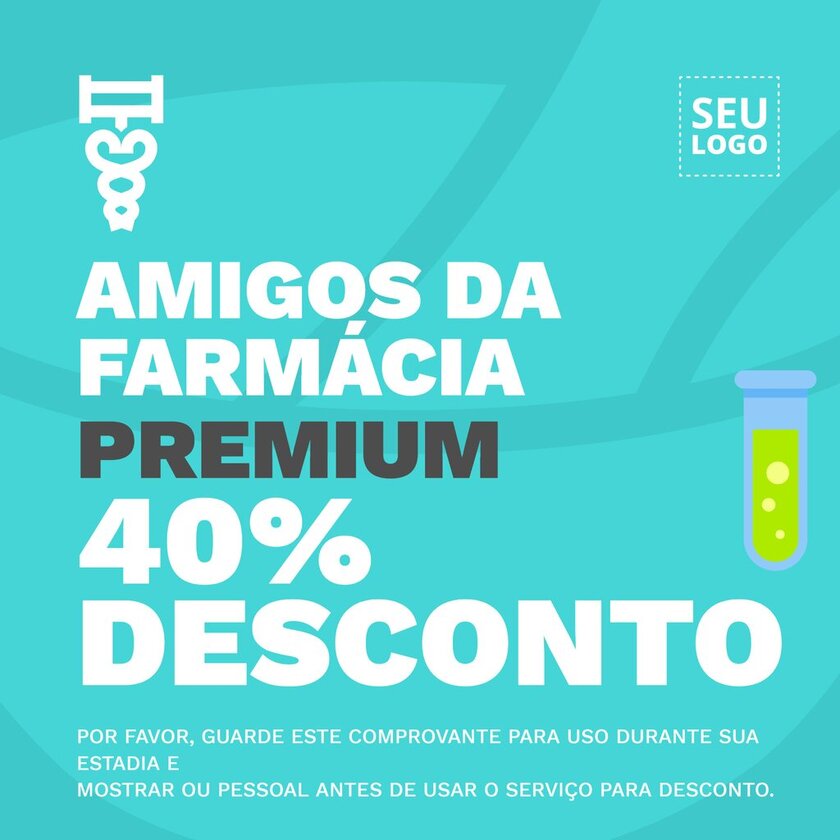 SEU
LOGO
AMIGOS DA
FARMÁCIA
PREMIUM
40%
DESCONTO
POR FAVOR, GUARDE ESTE COMPROVANTE PARA USO DURANTE SUA
ESTADIA E
MOSTRAR OU PESSOAL ANTES DE USAR O SERVIÇO PARA DESCONTO.